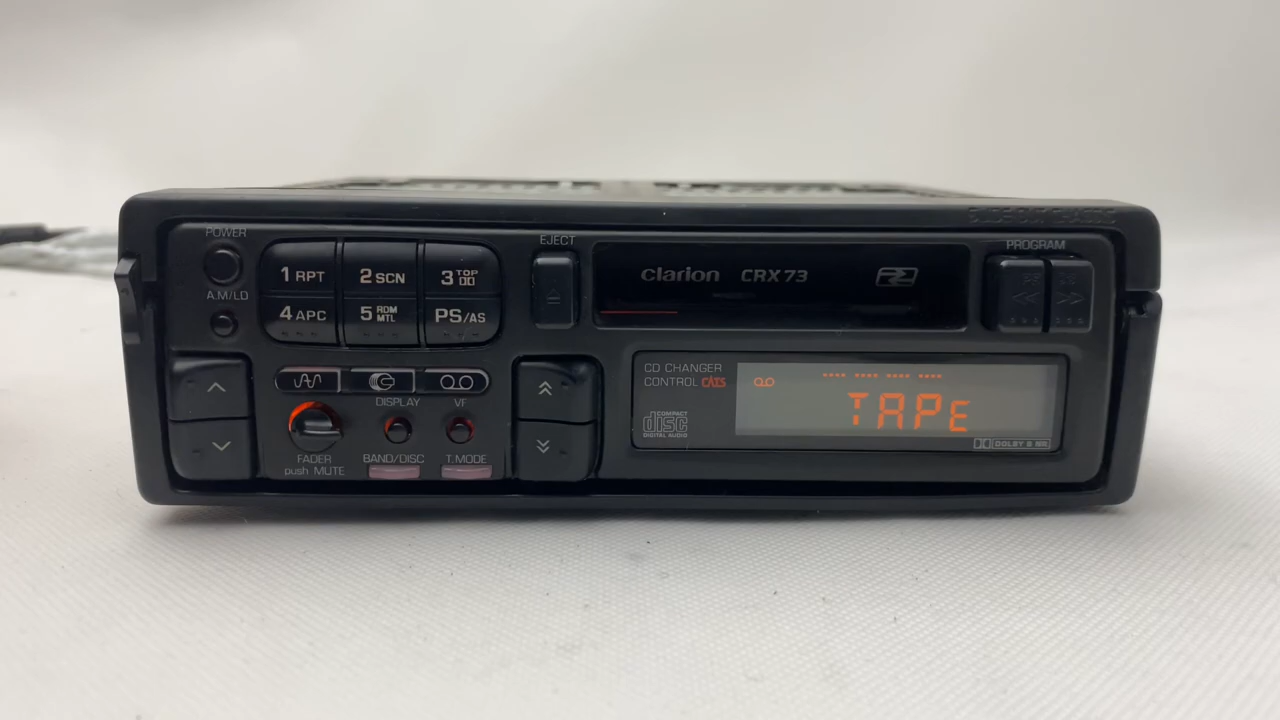 POWER
A.M/LD
1 RPT
2 SCN
3 TOP
4 APC
5 RDM
MTL
PS/AS
EJECT
clarion CRX73
PROGRAM
DISPLAY
VF
FADER
push MUTE
BAND/DISC
T.MODE
CD CHANGER
CONTROL CATS
COMPACT
disc
DIGITAL AUDIO
TAPE
DOLBY B NR